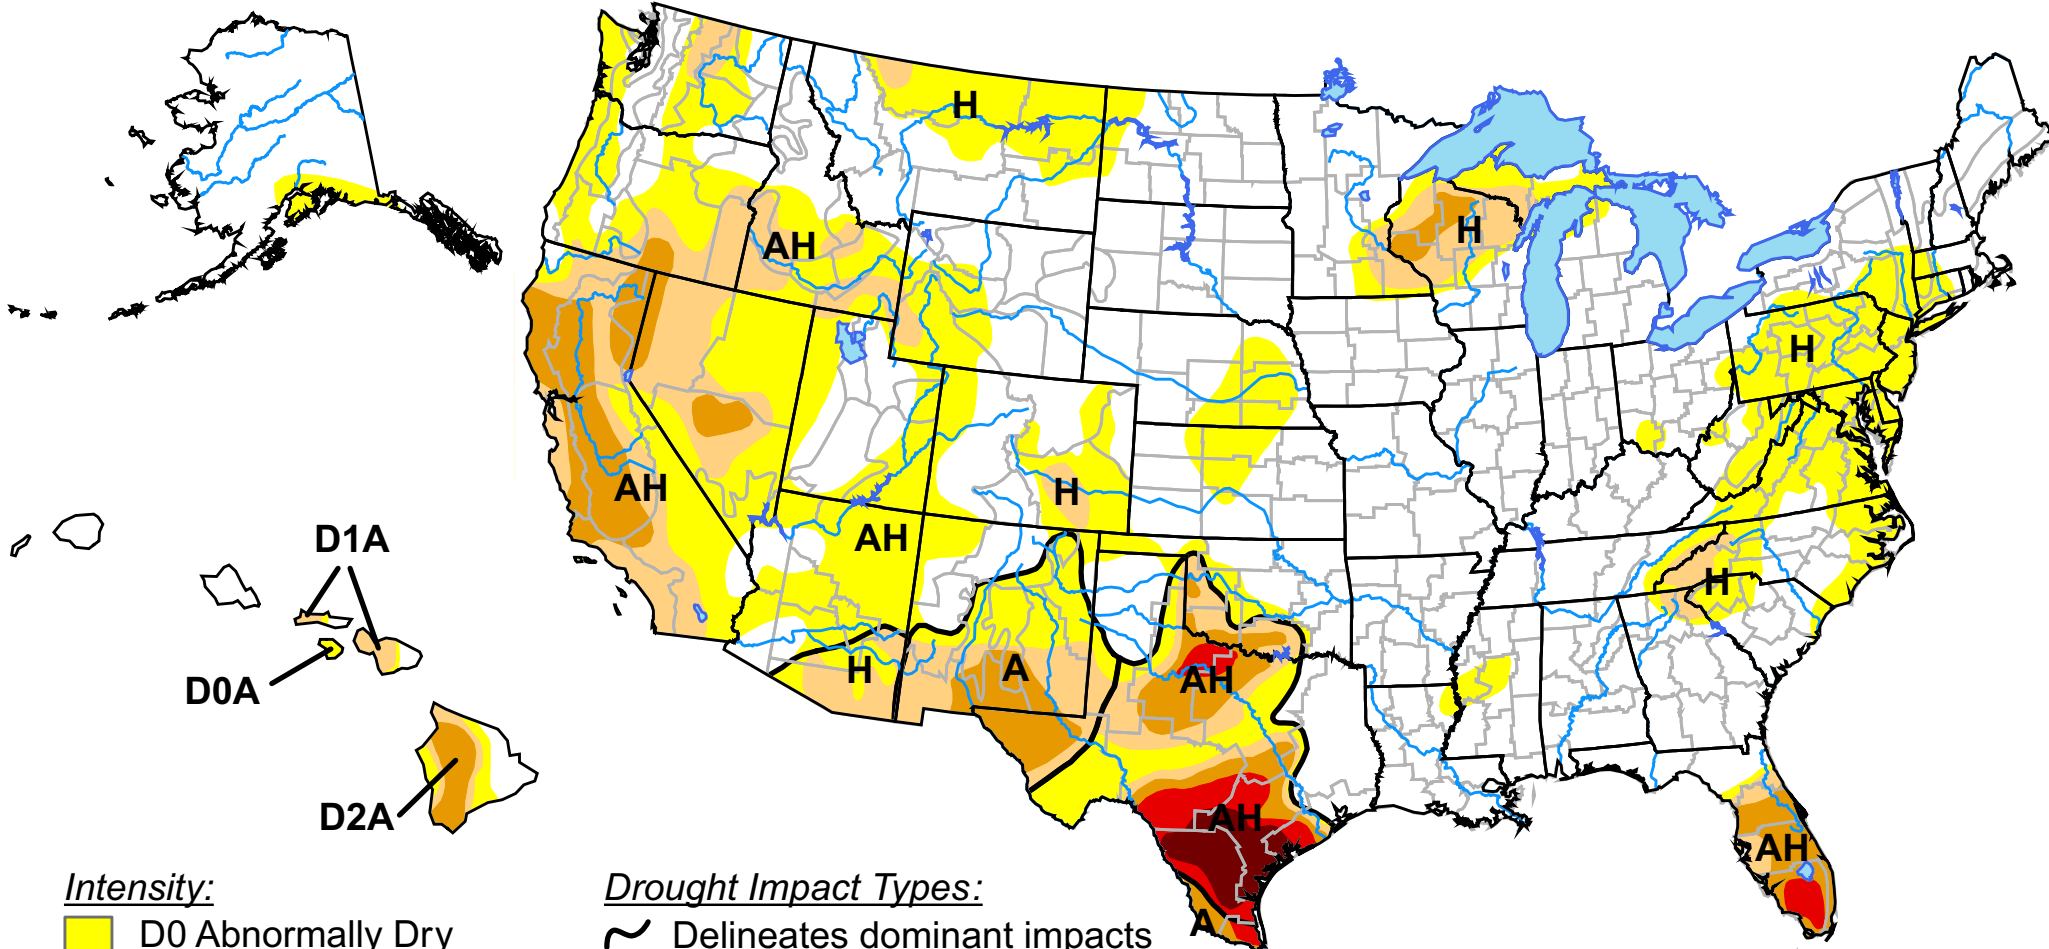 H
AH
H
H
AH
H
AH
D1A
H
H
A
D0A
AH
D2A
AH
AH
A
Intensity:
D0 Abnormally Dry
Drought Impact Types:
Delineates dominant impacts